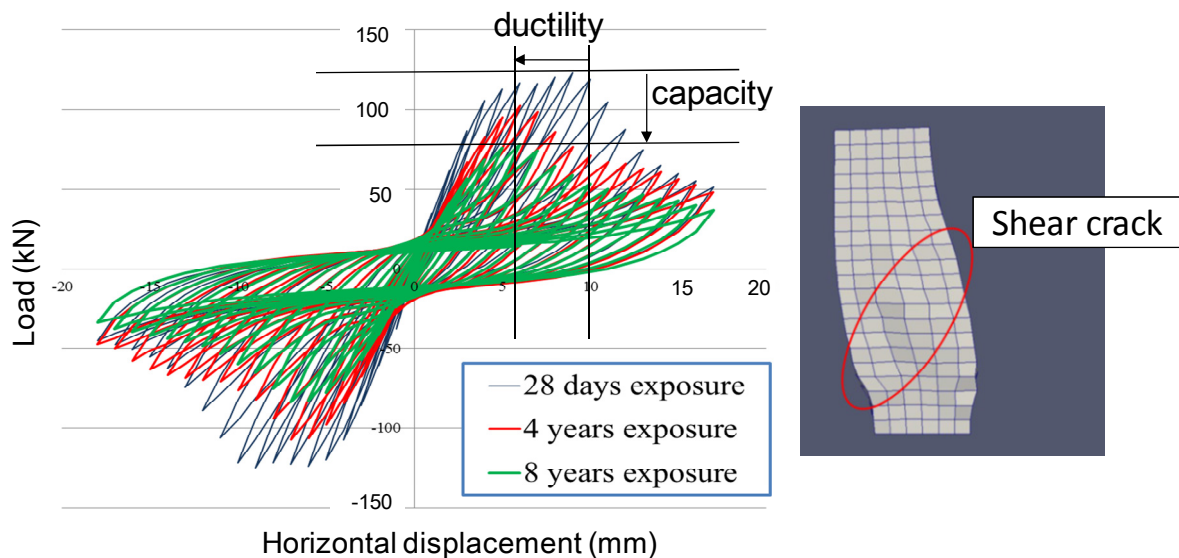 ductility
capacity
150
100
50
0
-50
-100
-150
-20
-15
-10
-5
0
5
10
15
20
Load (kN)
Horizontal displacement (mm)
28 days exposure
4 years exposure
8 years exposure
Shear crack